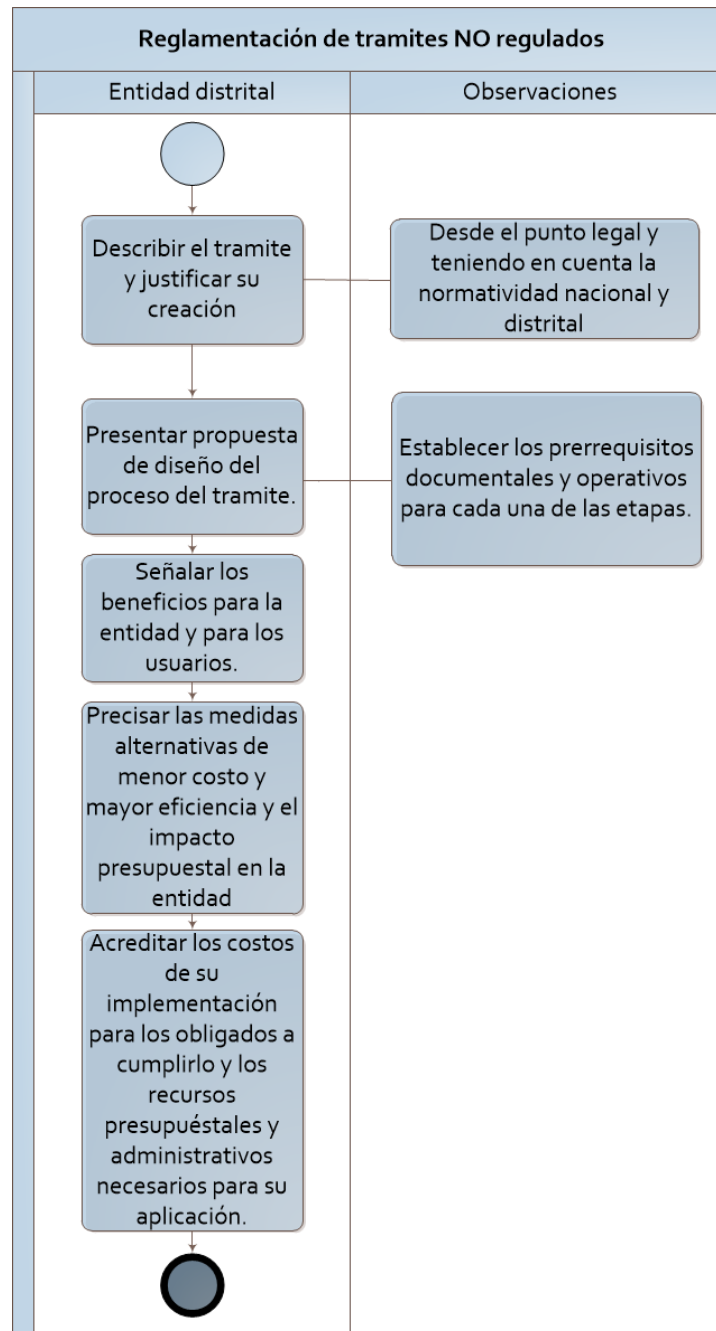 Reglamentación de tramites NO regulados
Entidad distrital
Observaciones
Describir el tramite
y justificar su
creación
Desde el punto legal y
teniendo en cuenta la
normatividad nacional y
distrital
Presentar propuesta
de diseño del
proceso del tramite.
Establecer los prerrequisitos
documentales y operativos
para cada una de las etapas.
Señalar los
beneficios para la
entidad y para los
usuarios.
Precisar las medidas
alternativas de
menor costo y
mayor eficiencia y el
impacto
presupuestal en la
entidad
Acreditar los costos
de su
implementación
para los obligados a
cumplirlo y los
recursos
presupuéstales y
administrativos
necesarios para su
aplicación.